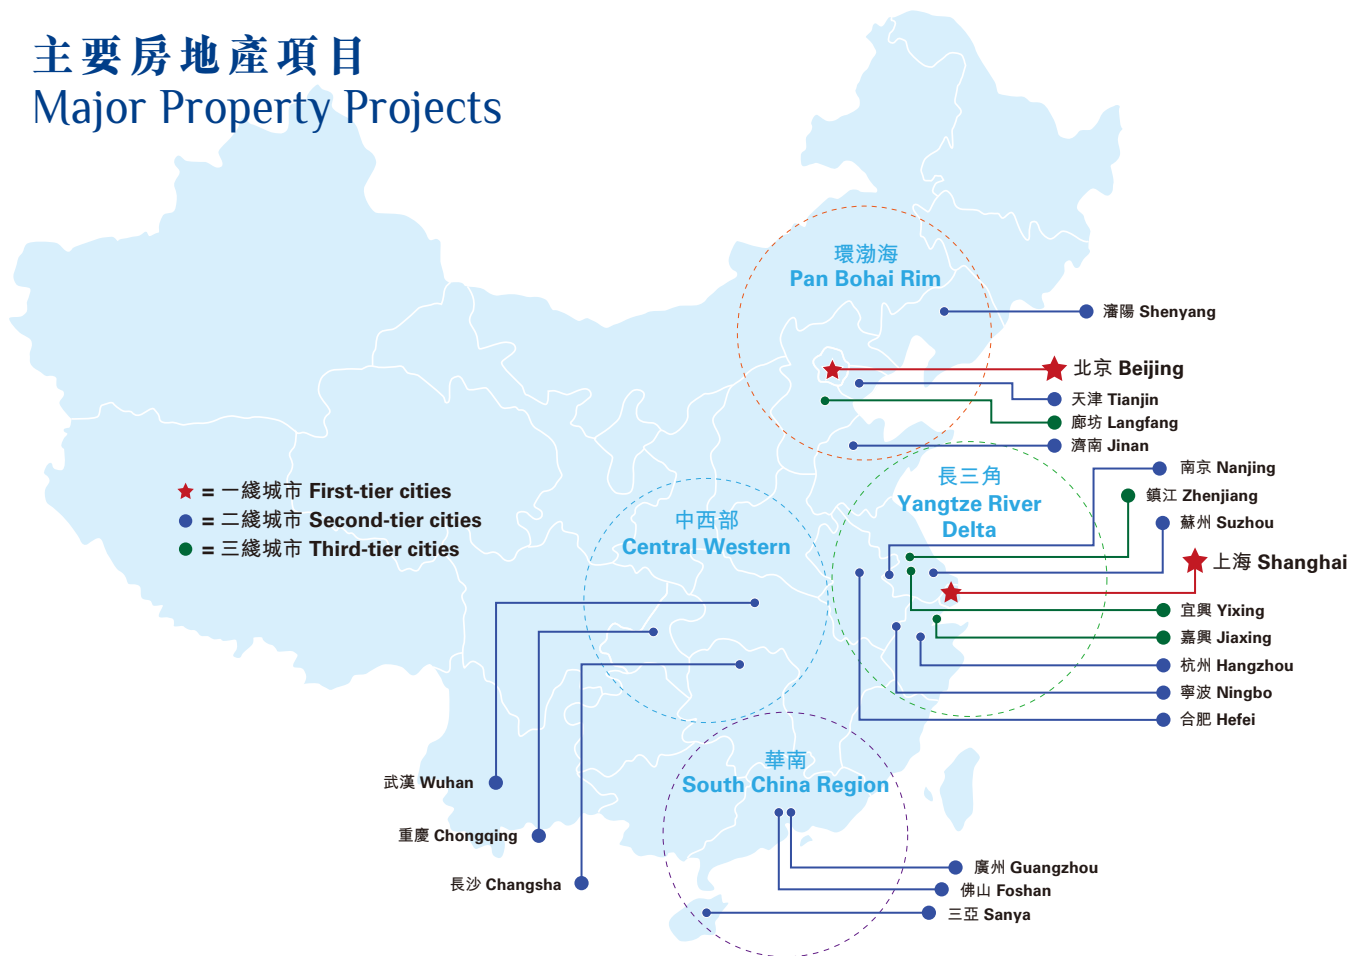 主要房地產項目
Major Property Projects
環渤海
Pan Bohai Rim
瀋陽 Shenyang
北京 Beijing
天津 Tianjin
廊坊 Langfang
濟南 Jinan
長三角
Yangtze River
Delta
南京 Nanjing
鎮江 Zhenjiang
蘇州 Suzhou
上海 Shanghai
宜興 Yixing
嘉興 Jiaxing
杭州 Hangzhou
寧波 Ningbo
合肥 Hefei
= 一綫城市 First-tier cities
= 二綫城市 Second-tier cities
= 三綫城市 Third-tier cities
中西部
Central Western
武漢 Wuhan
重慶 Chongqing
長沙 Changsha
華南
South China Region
廣州 Guangzhou
佛山 Foshan
三亞 Sanya